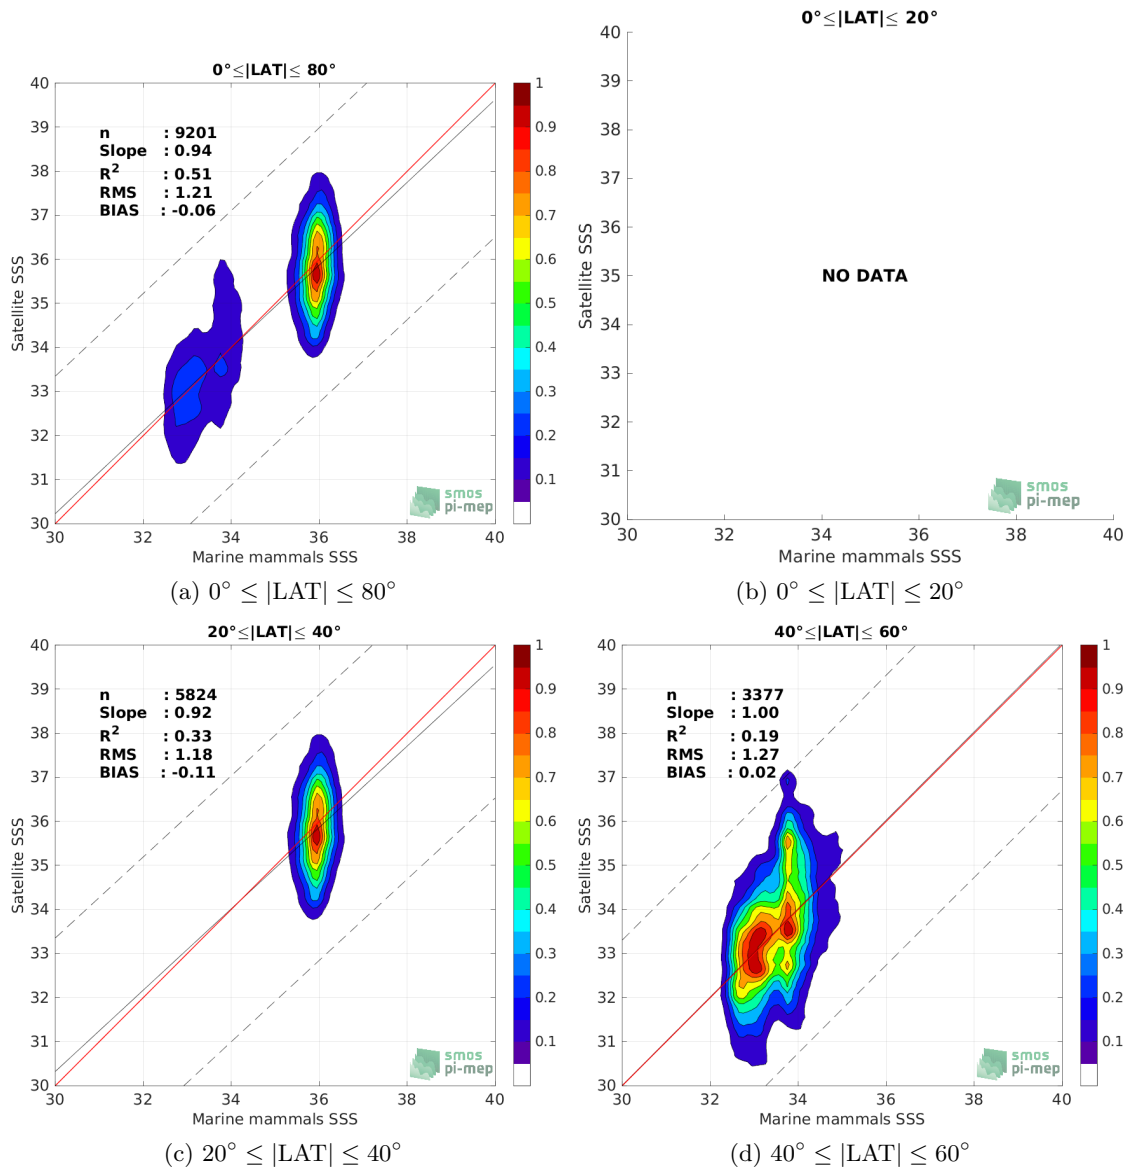 0°≤|LAT|≤ 80°
40
39
38
37
36
35
34
33
32
31
30
Satellite SSS
n : 9201
Slope : 0.94
R2 : 0.51
RMS : 1.21
BIAS : -0.06
smos
pi-mep
30 32 34 36 38 40
Marine mammals SSS
1
0.9
0.8
0.7
0.6
0.5
0.4
0.3
0.2
0.1
(a) 0° ≤ |LAT| ≤ 80°
0°≤|LAT|≤ 20°
40
39
38
37
36
35
34
33
32
31
30
Satellite SSS
NO DATA
smos
pi-mep
30 32 34 36 38 40
Marine mammals SSS
(b) 0° ≤ |LAT| ≤ 20°
20°≤|LAT|≤ 40°
40
39
38
37
36
35
34
33
32
31
30
Satellite SSS
n : 5824
Slope : 0.92
R2 : 0.33
RMS : 1.18
BIAS : -0.11
smos
pi-mep
30 32 34 36 38 40
Marine mammals SSS
1
0.9
0.8
0.7
0.6
0.5
0.4
0.3
0.2
0.1
(c) 20° ≤ |LAT| ≤ 40°
40°≤|LAT|≤ 60°
40
39
38
37
36
35
34
33
32
31
30
Satellite SSS
n : 3377
Slope : 1.00
R2 : 0.19
RMS : 1.27
BIAS : 0.02
smos
pi-mep
30 32 34 36 38 40
Marine mammals SSS
1
0.9
0.8
0.7
0.6
0.5
0.4
0.3
0.2
0.1
(d) 40° ≤ |LAT| ≤ 60°